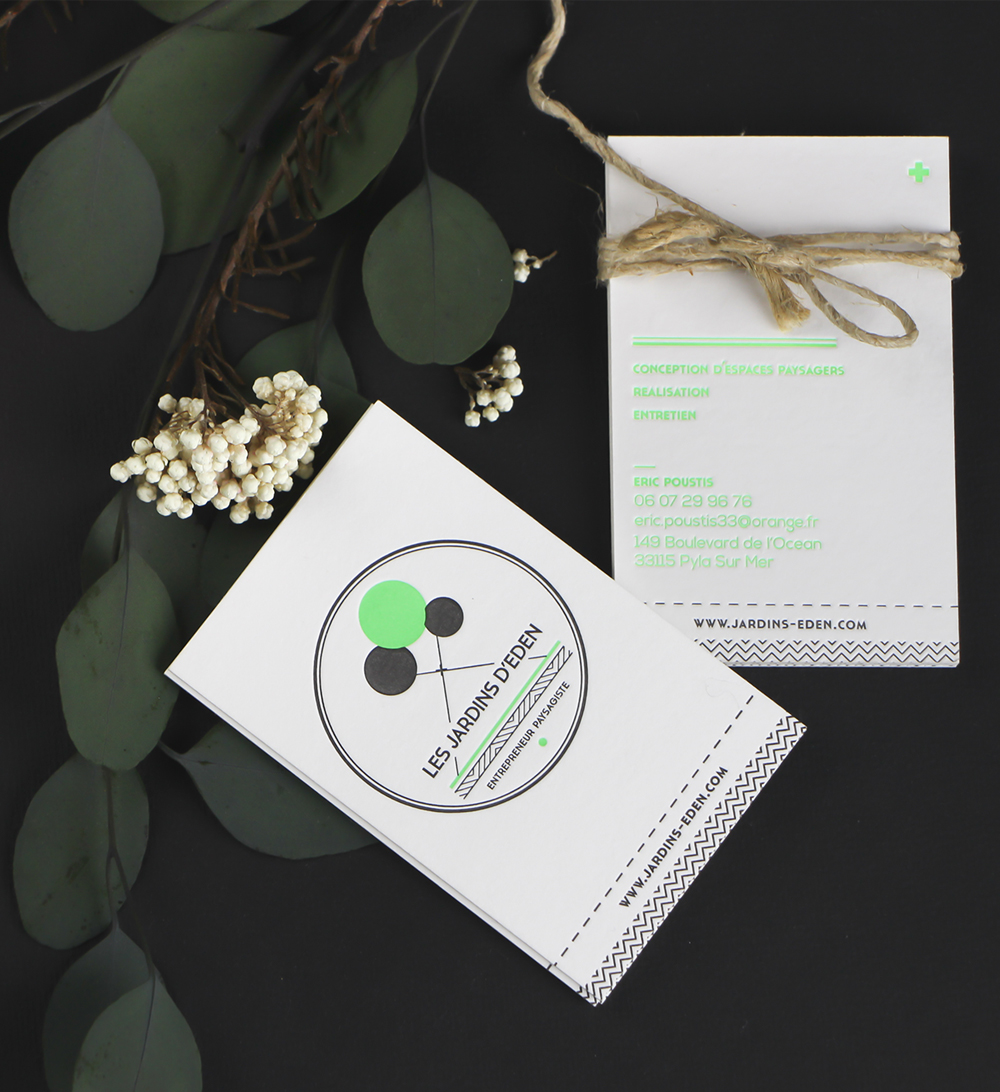 CONCEPTION D'ESPACES PAYSAGERS
REALISATION
ENTRETIEN
ERIC POUSTIS
06 07 29 96 76
eric.poustis33@orange.fr
149 Boulevard de l'Ocean
33115 Pyla Sur Mer
WWW.JARDINS-EDEN.COM
LES JARDINS D'EDEN
ENTREPRENEUR PAYSAGISTE
WWW.JARDINS-EDEN.COM